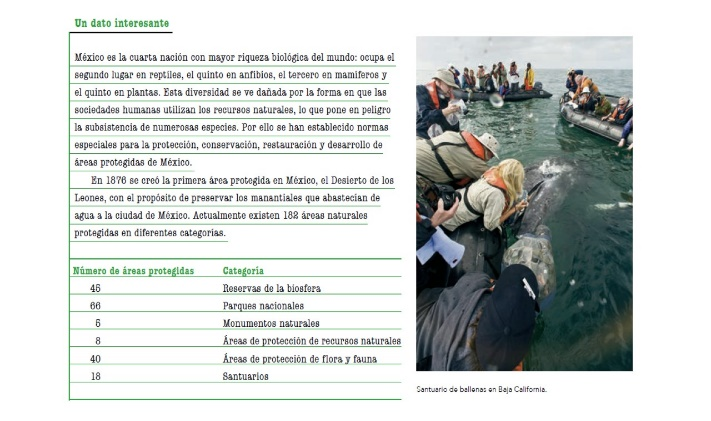 Un dato interesante
México es la cuarta nación con mayor riqueza biológica del mundo: ocupa el
segundo lugar en reptiles, el quinto en anfibios, el tercero en mamíferos y
el quinto en plantas. Esta diversidad se ve dañada por la forma en que las
sociedades humanas utilizan los recursos naturales, lo que pone en peligro
la subsistencia de numerosas especies. Por ello se han establecido normas
especiales para la protección, conservación, restauración y desarrollo de
áreas protegidas de México.
En 1876 se creó la primera área protegida en México, el Desierto de los
Leones, con el propósito de preservar los manantiales que abastecían de
agua a la ciudad de México. Actualmente existen 182 áreas naturales
protegidas en diferentes categorías.
Número de áreas protegidas Categoría
45 Reservas de la biosfera
66 Parques nacionales
5 Monumentos naturales
8 Áreas de protección de recursos naturales
40 Áreas de protección de flora y fauna
18 Santuarios
Santuario de ballenas en Baja California.